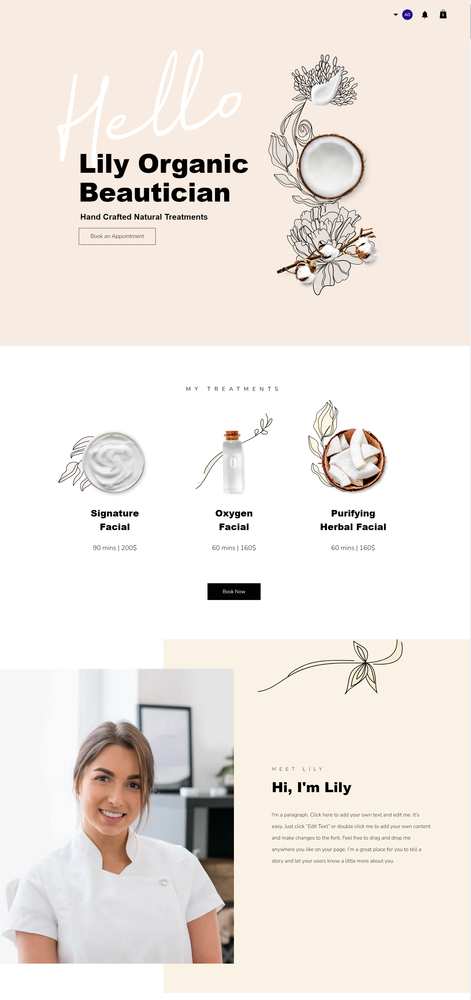 AD
0
Hello
Lily Organic
Beautician
Hand Crafted Natural Treatments
Book an Appointment
MY TREATMENTS
Signature
Facial
90 mins | 200$
Oxygen
Facial
60 mins | 160$
Purifying
Herbal Facial
60 mins | 160$
Book Now
MEET LILY
Hi, I'm Lily
I'm a paragraph. Click here to add your own text and edit me. It’s
easy. Just click “Edit Text” or double click me to add your own content
and make changes to the font. Feel free to drag and drop me
anywhere you like on your page. I’m a great place for you to tell a
story and let your users know a little more about you.